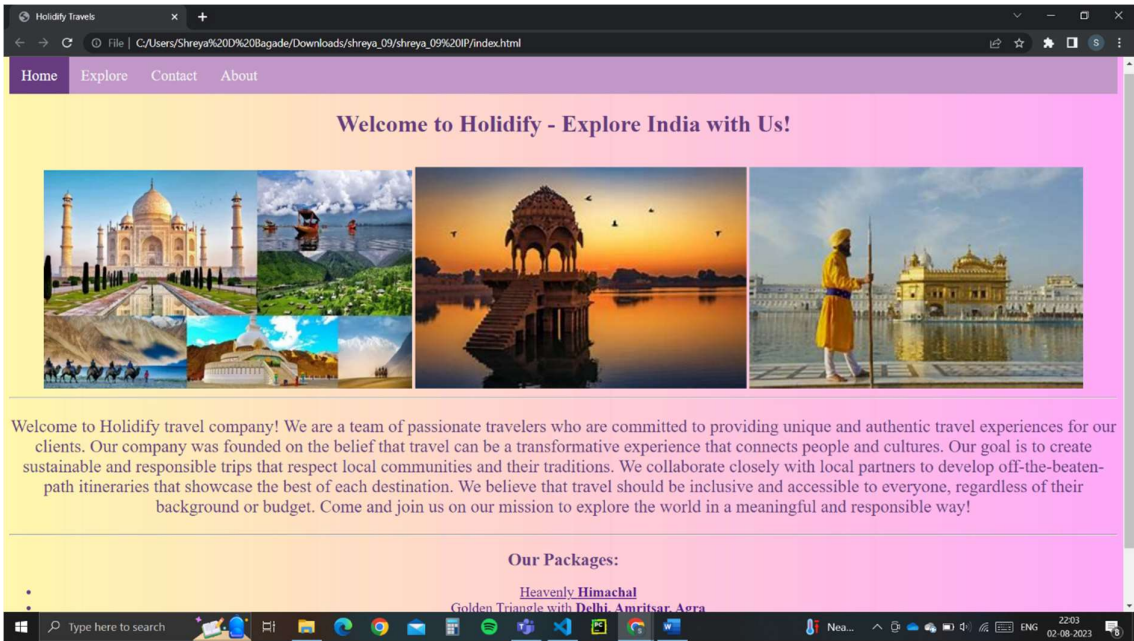 Holidify Travels
File | C:/Users/Shreya%20D%20Bagade/Downloads/shreya_09/shreya_09%20IP/index.html
S
Home Explore Contact About
Welcome to Holidify - Explore India with Us!
Welcome to Holidify travel company! We are a team of passionate travelers who are committed to providing unique and authentic travel experiences for our
clients. Our company was founded on the belief that travel can be a transformative experience that connects people and cultures. Our goal is to create
sustainable and responsible trips that respect local communities and their traditions. We collaborate closely with local partners to develop off-the-beaten-
path itineraries that showcase the best of each destination. We believe that travel should be inclusive and accessible to everyone, regardless of their
background or budget. Come and join us on our mission to explore the world in a meaningful and responsible way!
Our Packages:
Heavenly Himachal
Golden Triangle with Delhi, Amritsar, Agra
Type here to search
Nea...
ENG
22:03
02-08-2023
8